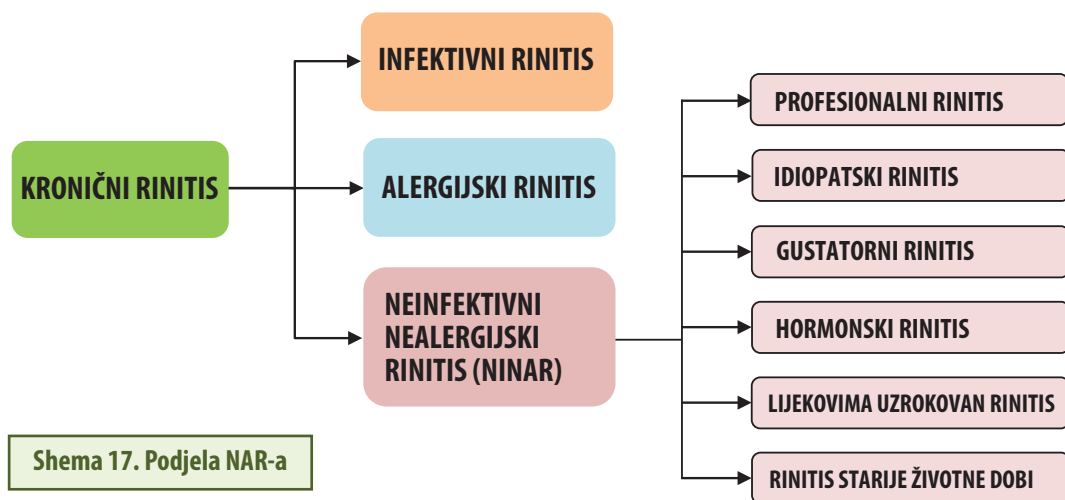 KRONIČNI RINITIS
INFEKTIVNI RINITIS
ALERGIJSKI RINITIS
NEINFEKTIVNI
NEALERGIJSKI
RINITIS (NINAR)
PROFESIONALNI RINITIS
IDIOPATSKI RINITIS
GUSTATORNI RINITIS
HORMONSKI RINITIS
LIJEKOVIMA UZROKOVAN RINITIS
RINITIS STARIJE ŽIVOTNE DOBI
Shema 17. Podjela NAR-a